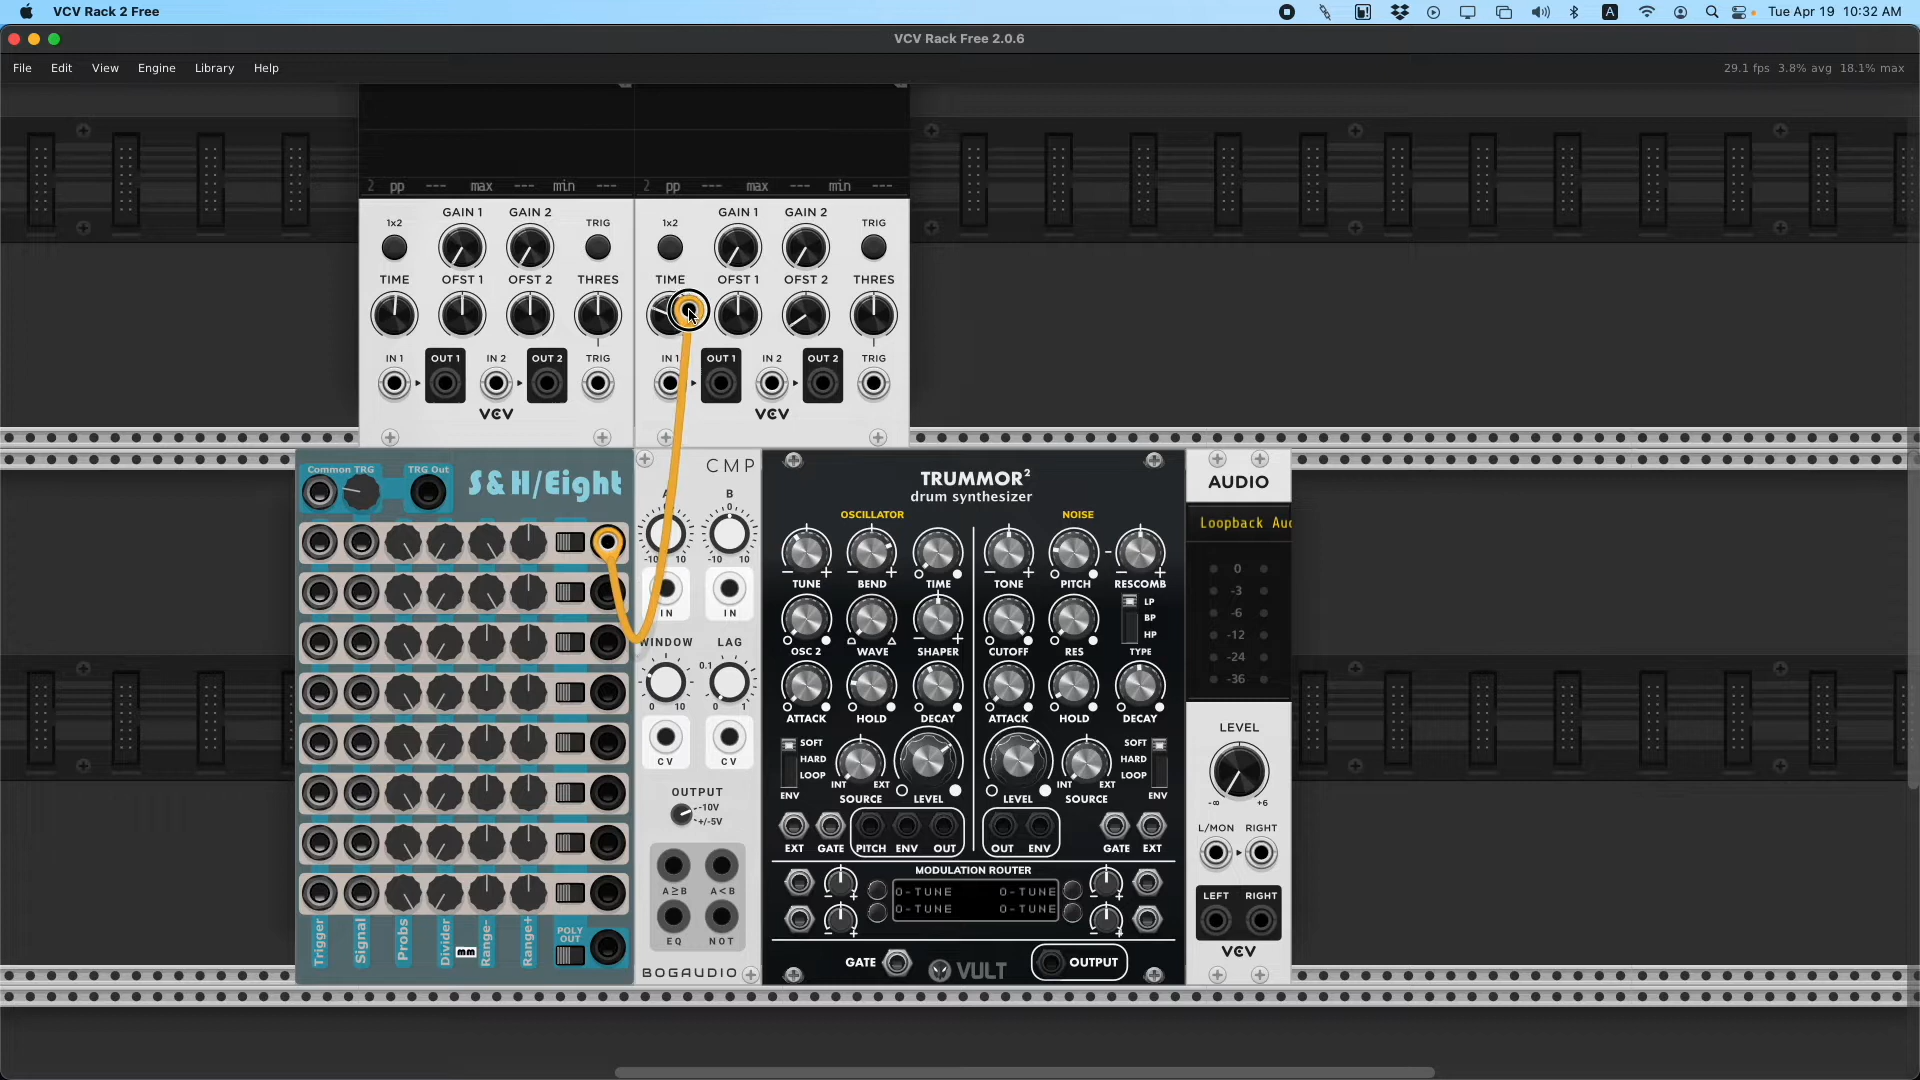 VCV Rack 2 Free
A
Tue Apr 19 10:32 AM
VCV Rack Free 2.0.6
File Edit View Engine Library Help
29.1 fps 3.8% avg 18.1% max
2 pp --- max --- min ---
2 pp --- max --- min ---
1x2 GAIN 1 GAIN 2 TRIG
1x2 GAIN 1 GAIN 2 TRIG
TIME OFST 1 OFST 2 THRES
TIME OFST 1 OFST 2 THRES
IN 1 OUT 1 IN 2 OUT 2 TRIG
IN 1 OUT 1 IN 2 OUT 2 TRIG
VCV
VCV
Common TRG TRG Out S&H/Eight
Trigger
Signal
Probs
Divider
mm
Range-
Range+
POLY
OUT
CMP
A B
0
-10 10 -10 10
IN IN
WINDOW LAG
0.1
0 10 0 1
CV CV
OUTPUT
-10V
+/-5V
A≥B A<B
EQ NOT
BOGAUDIO
TRUMMOR²
drum synthesizer
OSCILLATOR NOISE
TUNE BEND TIME TONE PITCH RESCOMB
LP
BP
HP
OSC 2 WAVE SHAPER CUTOFF RES TYPE
ATTACK HOLD DECAY ATTACK HOLD DECAY
SOFT
HARD
LOOP
ENV
INT EXT
SOURCE LEVEL
LEVEL SOURCE
INT EXT
SOFT
HARD
LOOP
ENV
EXT GATE PITCH ENV OUT OUT ENV GATE EXT
MODULATION ROUTER
0-TUNE 0-TUNE
0-TUNE 0-TUNE
GATE VULT OUTPUT
AUDIO
Loopback Auc
0
-3
-6
-12
-24
-36
LEVEL
-∞ +6
L/MON RIGHT
LEFT RIGHT
VCV